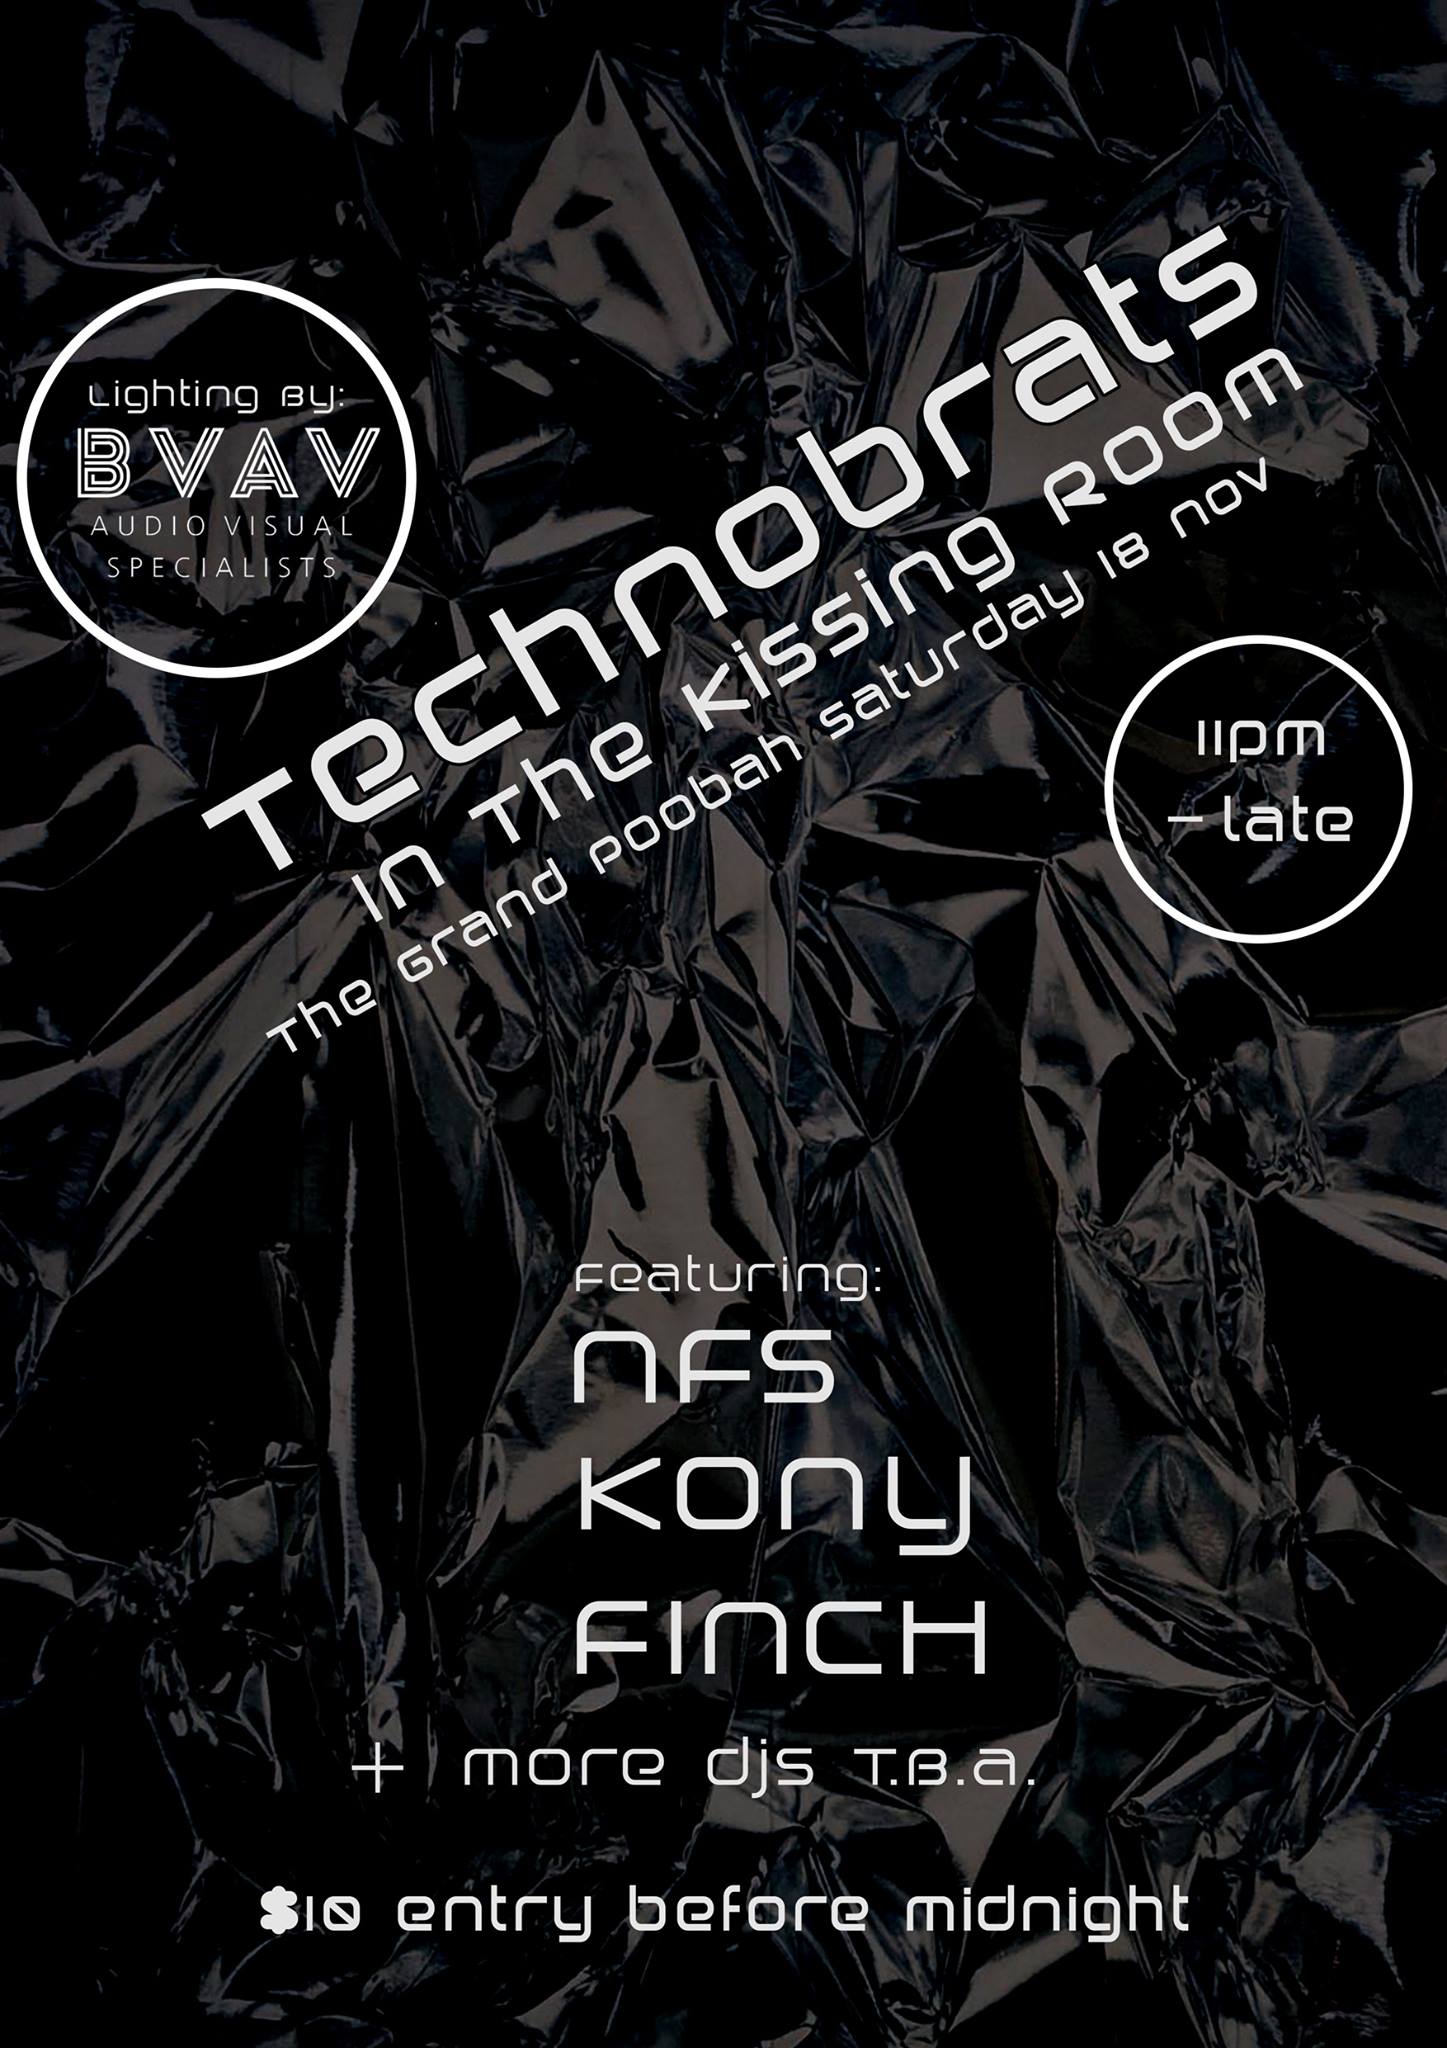 Lighting By:
BVAV
AUDIO VISUAL
SPECIALISTS
Technobrats
In The Kissing Room
The Grand Poobah Saturday 18 Nov
11pm
- late
Featuring:
NFS
KONY
FINCH
+ more djs T.B.a.
$10 entry before midnight